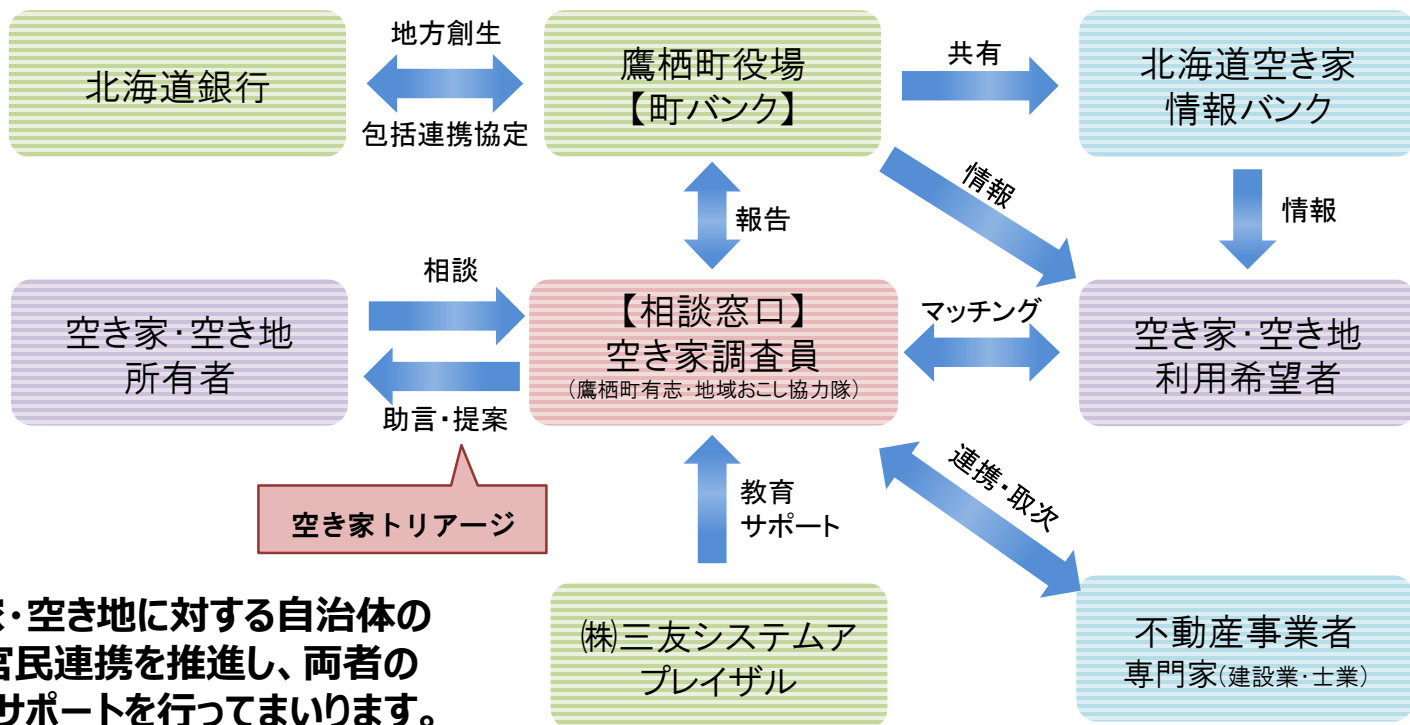 北海道銀行
地方創生
包括連携協定
鷹栖町役場
【町バンク】
共有
北海道空き家
情報バンク
情報
情報
報告
空き家・空き地
所有者
相談
助言・提案
【相談窓口】
空き家調査員
(鷹栖町有志・地域おこし協力隊)
マッチング
空き家・空き地
利用希望者
空き家トリアージ
教育
サポート
連携・取次
㈱三友システムア
プレイザル
不動産事業者
専門家(建設業・士業)
家・空き地に対する自治体の
官民連携を推進し、両者の
サポートを行ってまいります。